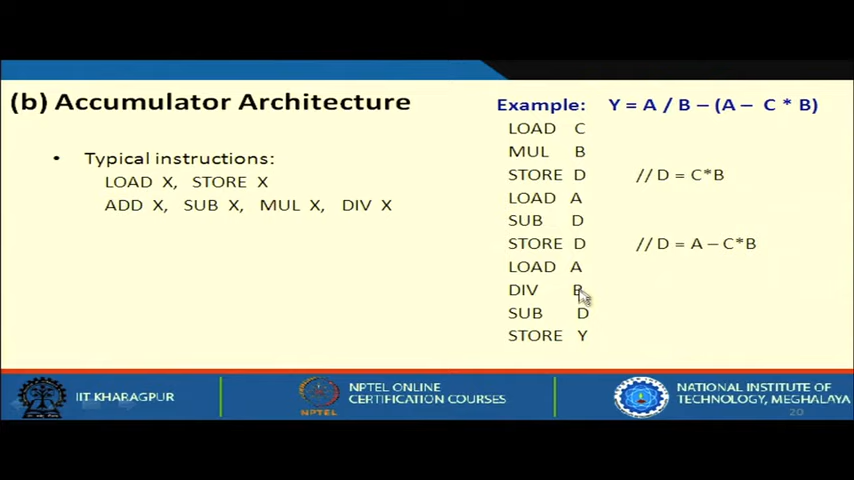 (b) Accumulator Architecture
• Typical instructions:
LOAD X, STORE X
ADD X, SUB X, MUL X, DIV X
Example: Y = A / B – (A – C * B)
LOAD C
MUL B
STORE D // D = C*B
LOAD A
SUB D
STORE D // D = A – C*B
LOAD A
DIV B
SUB D
STORE Y
IIT KHARAGPUR
NPTEL
NPTEL ONLINE
CERTIFICATION COURSES
NATIONAL INSTITUTE OF
TECHNOLOGY, MEGHALAYA
20